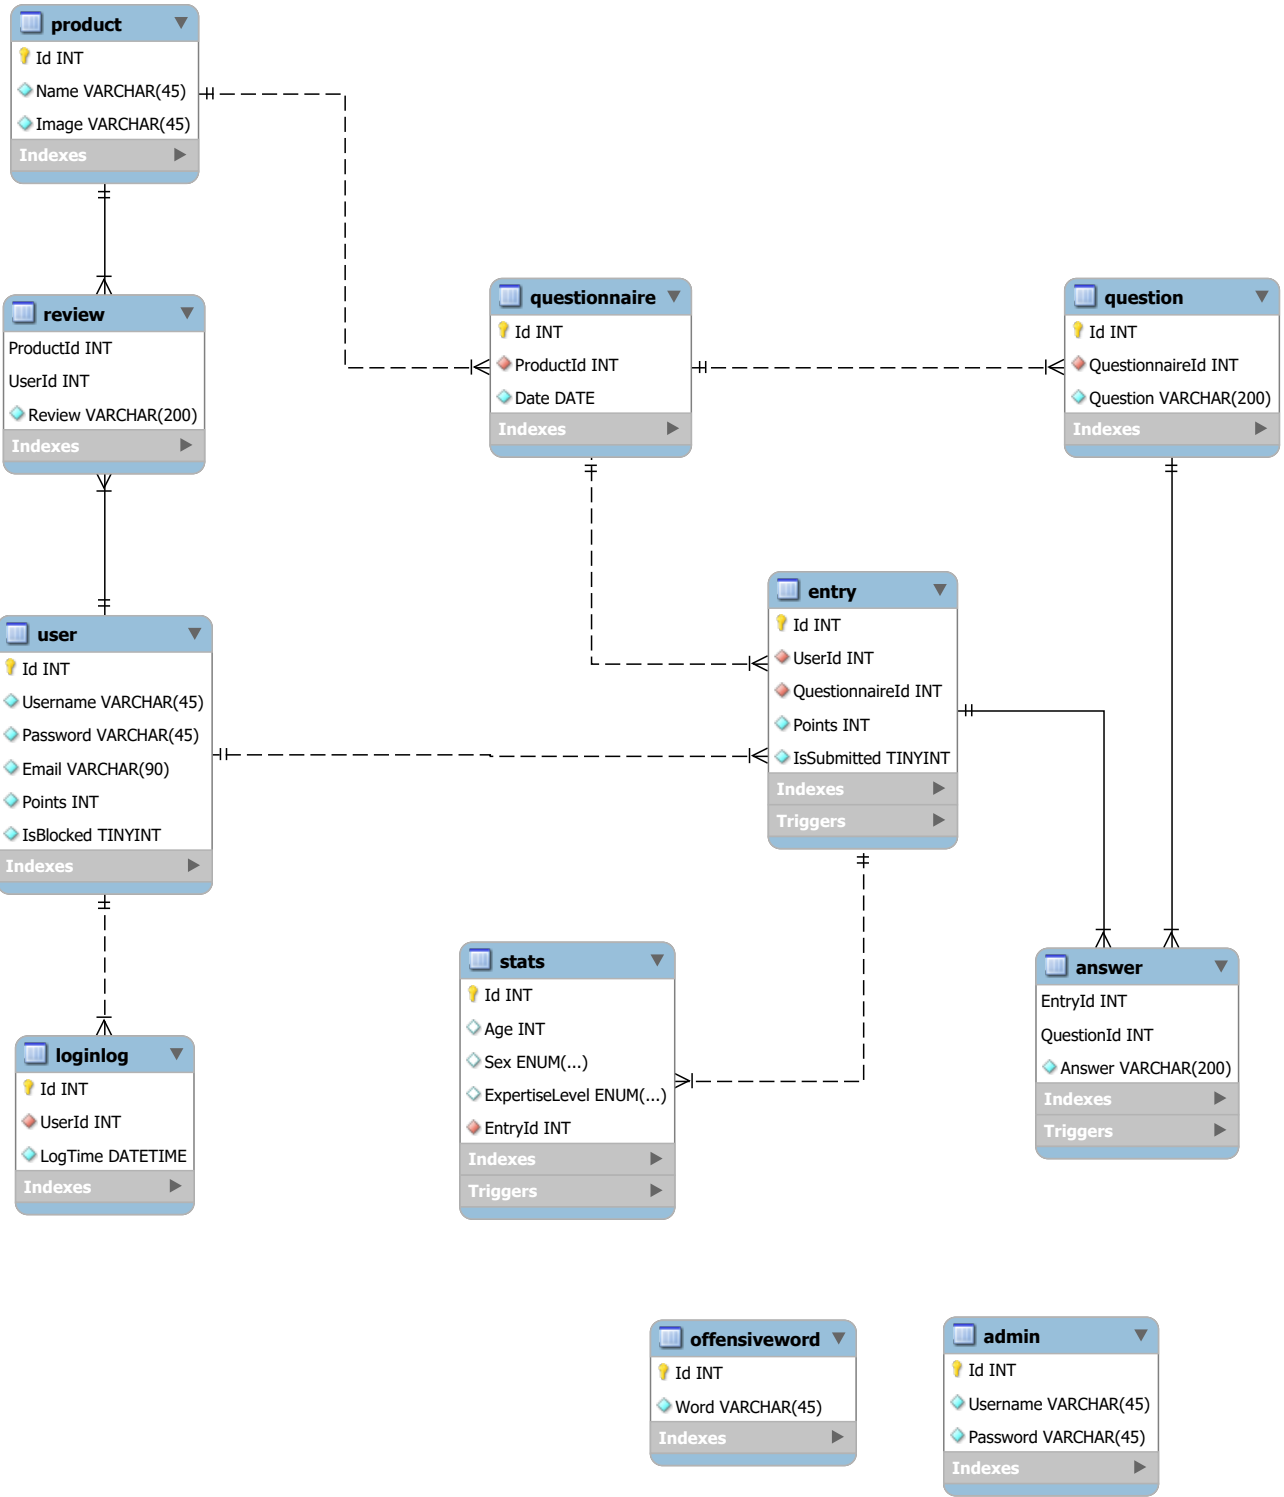 product
Id INT
Name VARCHAR(45)
Image VARCHAR(45)
Indexes
review
ProductId INT
UserId INT
Review VARCHAR(200)
Indexes
questionnaire
Id INT
ProductId INT
Date DATE
Indexes
question
Id INT
QuestionnaireId INT
Question VARCHAR(200)
Indexes
user
Id INT
Username VARCHAR(45)
Password VARCHAR(45)
Email VARCHAR(90)
Points INT
IsBlocked TINYINT
Indexes
entry
Id INT
UserId INT
QuestionnaireId INT
Points INT
IsSubmitted TINYINT
Indexes
Triggers
loginlog
Id INT
UserId INT
LogTime DATETIME
Indexes
stats
Id INT
Age INT
Sex ENUM(...)
ExpertiseLevel ENUM(...)
EntryId INT
Indexes
Triggers
answer
EntryId INT
QuestionId INT
Answer VARCHAR(200)
Indexes
Triggers
offensiveword
Id INT
Word VARCHAR(45)
Indexes
admin
Id INT
Username VARCHAR(45)
Password VARCHAR(45)
Indexes